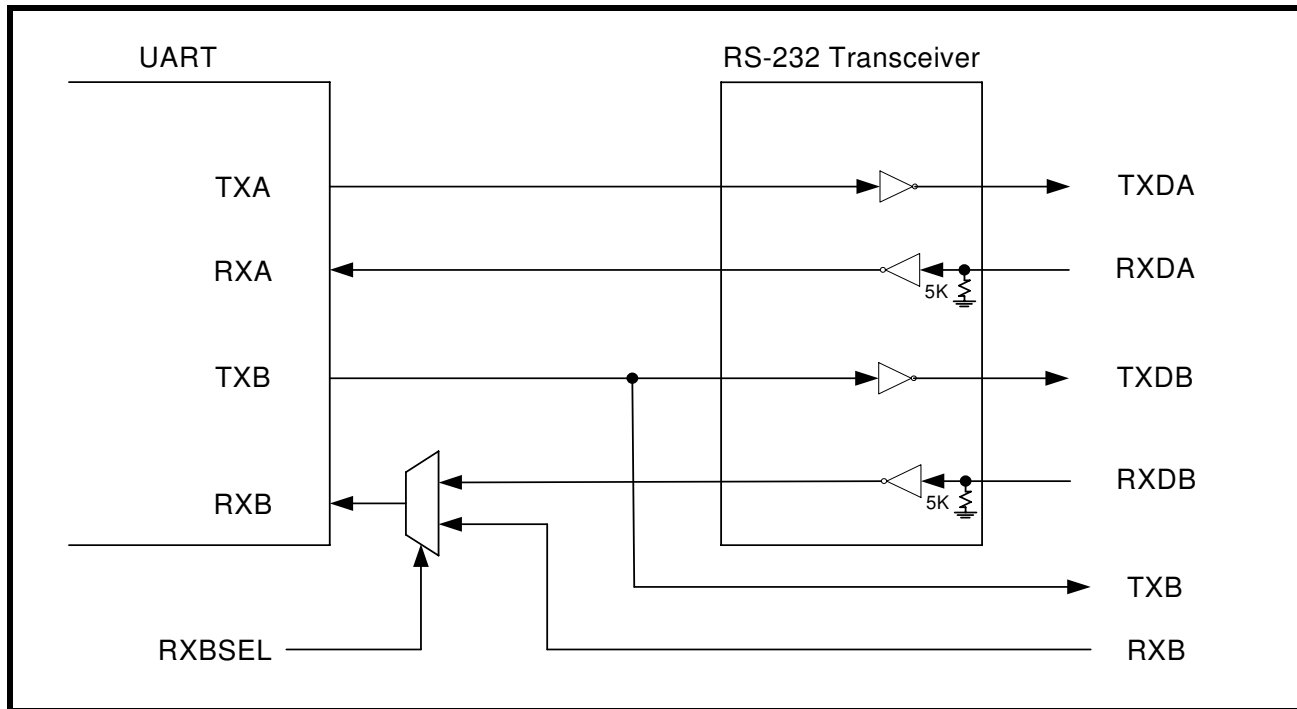 UART
RS-232 Transceiver
TXA
TXDA
RXA
RXDA
5K
TXB
TXDB
RXB
RXDB
5K
TXB
RXBSEL
RXB